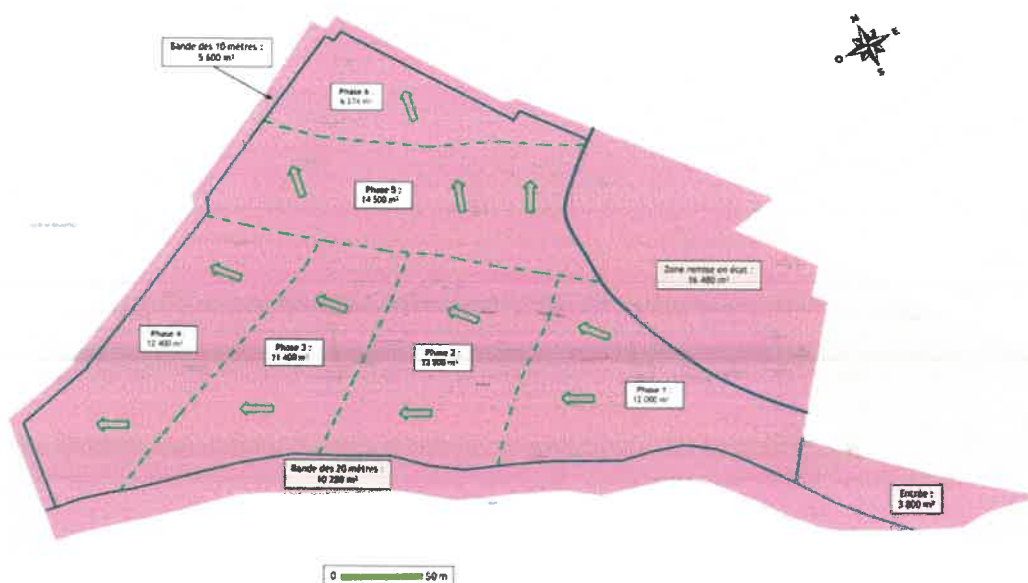 Bande des 10 mètres :
5 600 m²
N
E
O
S
Phase 6 :
Phase 5 :
14 500 m²
Zone remise en état :
16 480 m²
Phase 4
12 400 m²
Phase 3 :
11 400 m²
Phase 2 :
Phase 1 :
12 000 m²
Bande des 20 mètres :
10 280 m²
Entrée :
3 800 m²
0 50 m